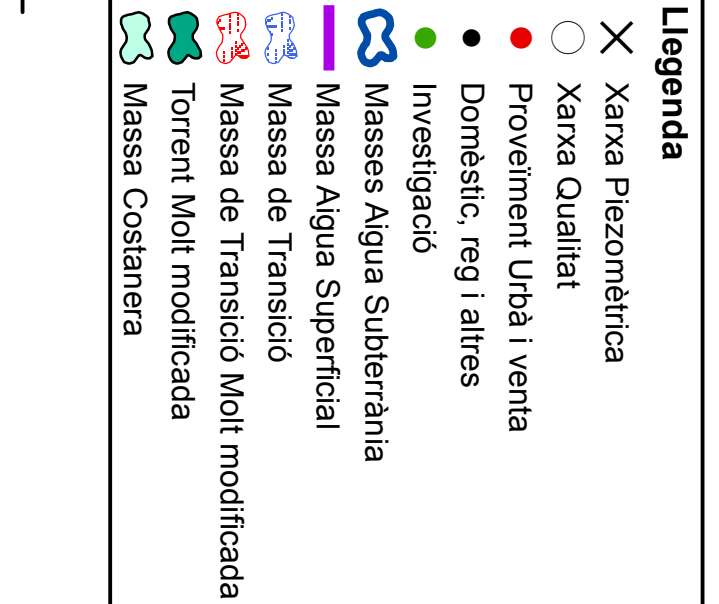 Llegenda
Xarxa Piezomètrica
Xarxa Qualitat
Proveïment Urbà i venta
Domèstic, reg i altres
Investigació
Masses Aigua Subterrània
Massa Aigua Superficial
Massa de Transició
Massa de Transició Molt modificada
Torrent Molt modificada
Massa Costanera